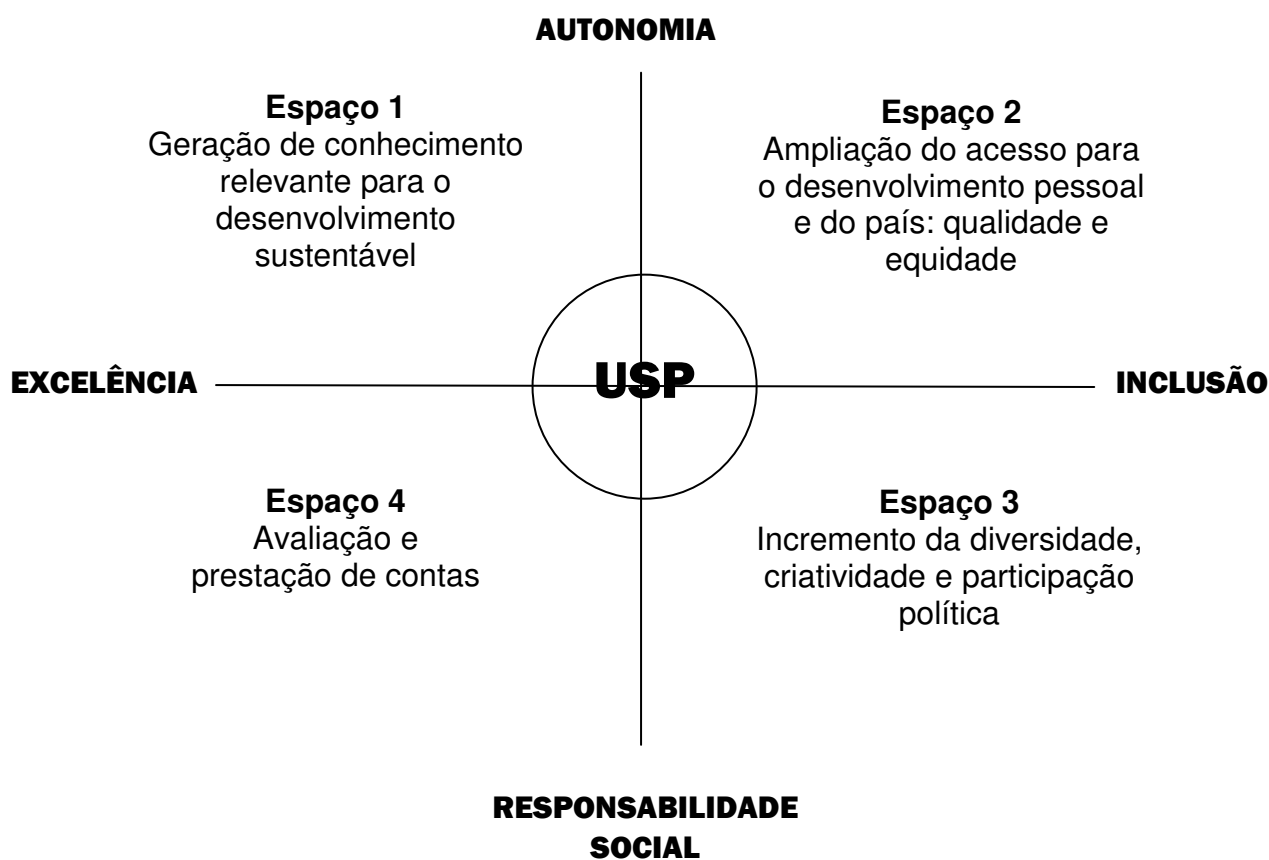 AUTONOMIA
Espaço 1
Geração de conhecimento
relevante para o
desenvolvimento
sustentável
Espaço 2
Ampliação do acesso para
o desenvolvimento pessoal
e do país: qualidade e
equidade
EXCELÊNCIA
USP
INCLUSÃO
Espaço 4
Avaliação e
prestação de contas
Espaço 3
Incremento da diversidade,
criatividade e participação
política
RESPONSABILIDADE
SOCIAL